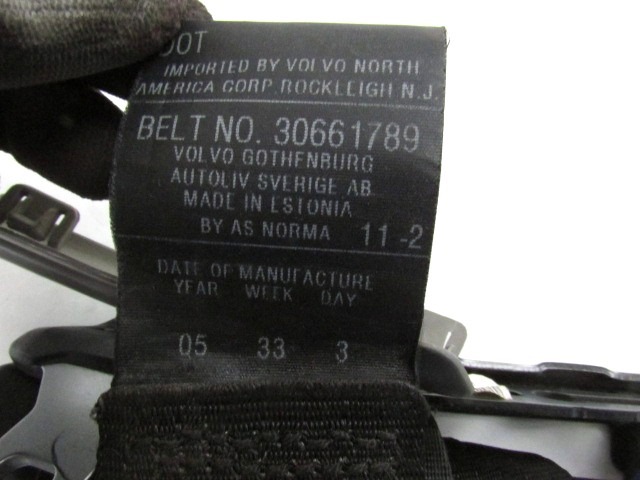 DOT
IMPORTED BY VOLVO NORTH
AMERICA CORP. ROCKLEIGH N.J.
BELT NO. 30661789
VOLVO GOTHENBURG
AUTOLIV SVERIGE AB
MADE IN ESTONIA
BY AS NORMA 11-2
DATE OF MANUFACTURE
YEAR WEEK DAY
05 33 3